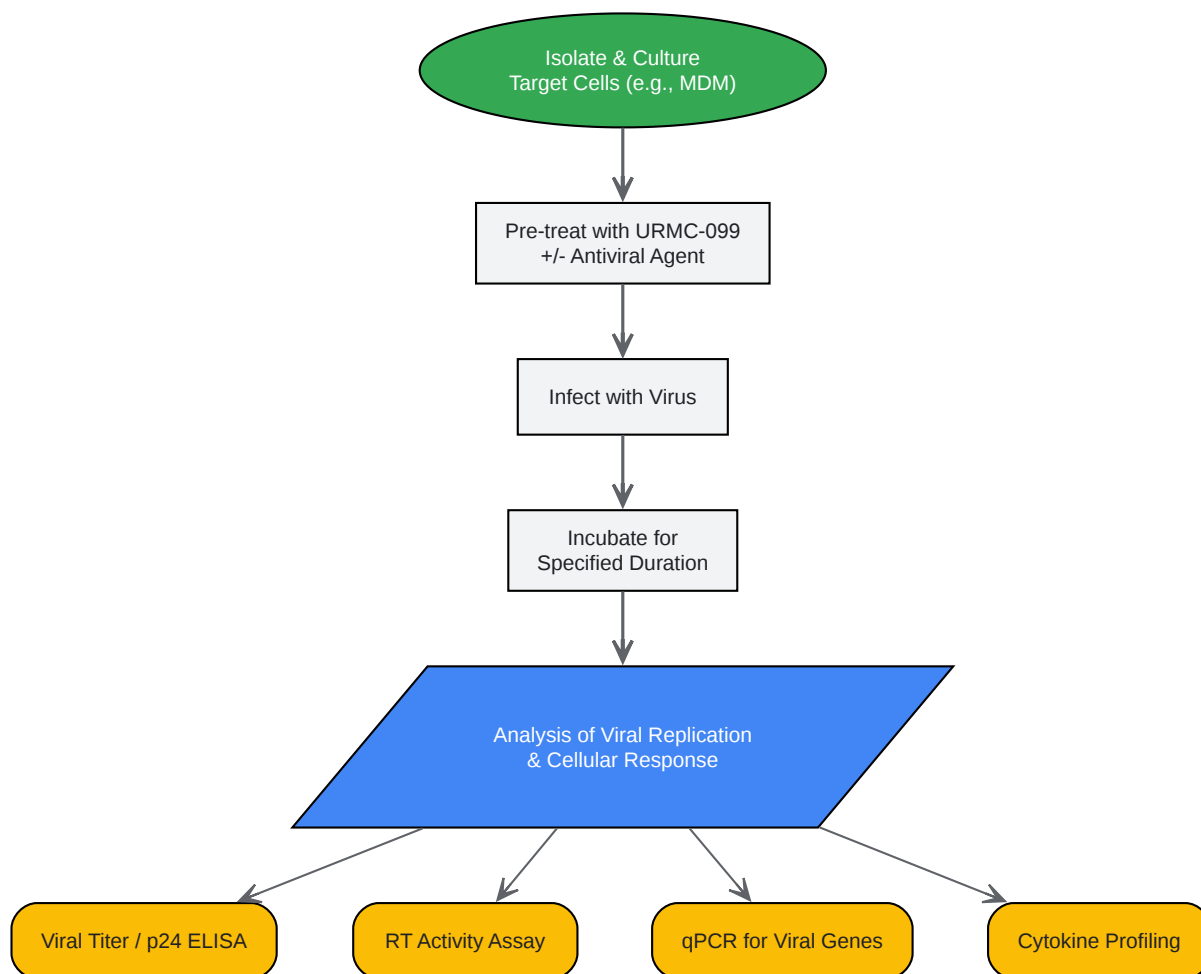 Isolate & Culture
Target Cells (e.g., MDM)
Pre-treat with URMC-099
+/- Antiviral Agent
Infect with Virus
Incubate for
Specified Duration
Analysis of Viral Replication
& Cellular Response
Viral Titer / p24 ELISA
RT Activity Assay
qPCR for Viral Genes
Cytokine Profiling